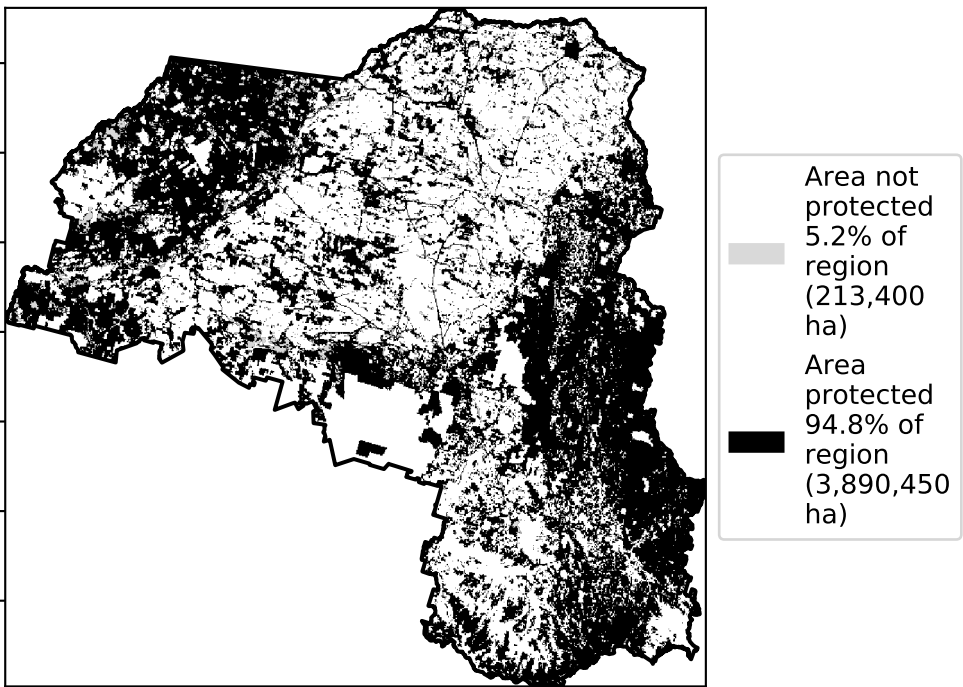 Area not
protected
5.2% of
region
(213,400
ha)
Area
protected
94.8% of
region
(3,890,450
ha)